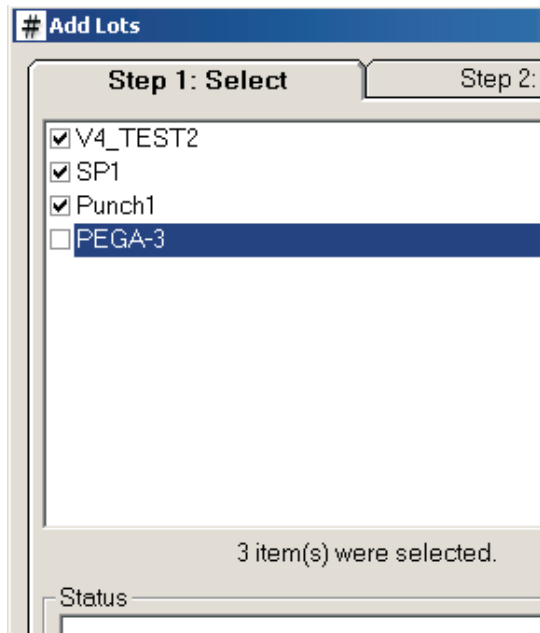 # Add Lots
Step 1: Select
Step 2:
V4_TEST2
SP1
Punch1
PEGA-3
3 item(s) were selected.
Status